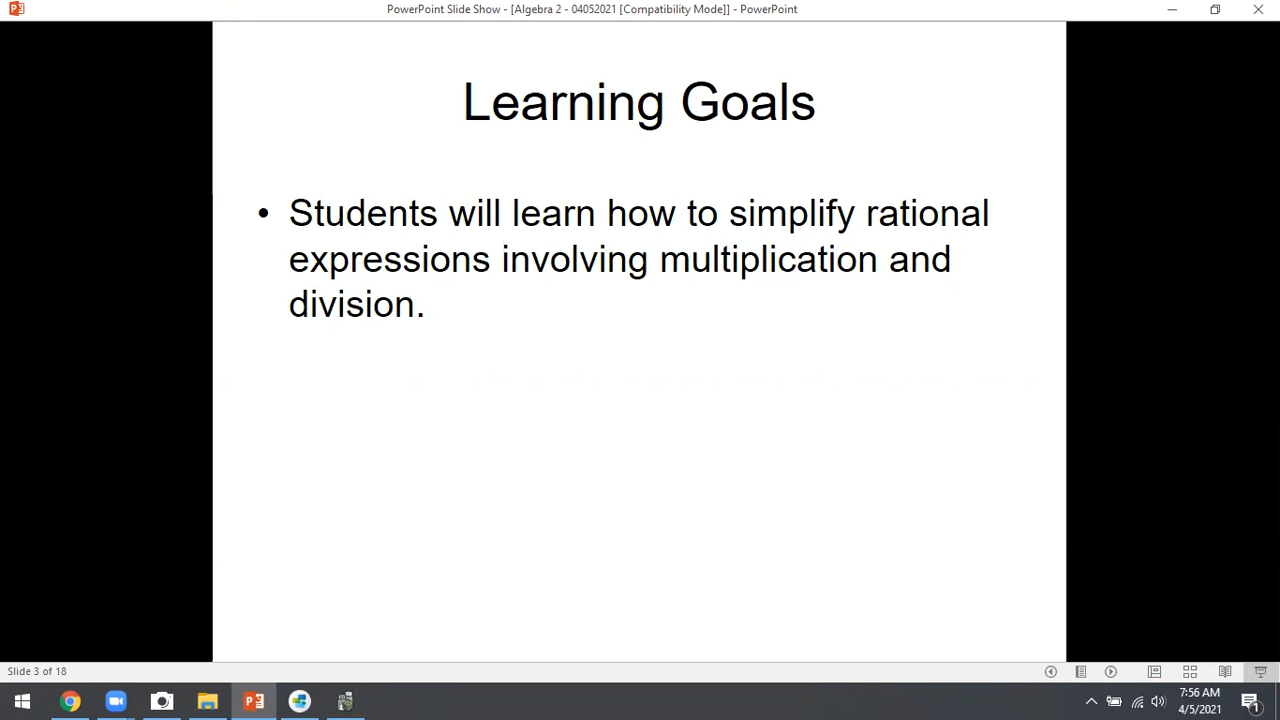 PowerPoint Slide Show - [Algebra 2 - 04052021 [Compatibility Mode]] - PowerPoint
Learning Goals
• Students will learn how to simplify rational
expressions involving multiplication and
division.
Slide 3 of 18
7:56 AM
4/5/2021
1